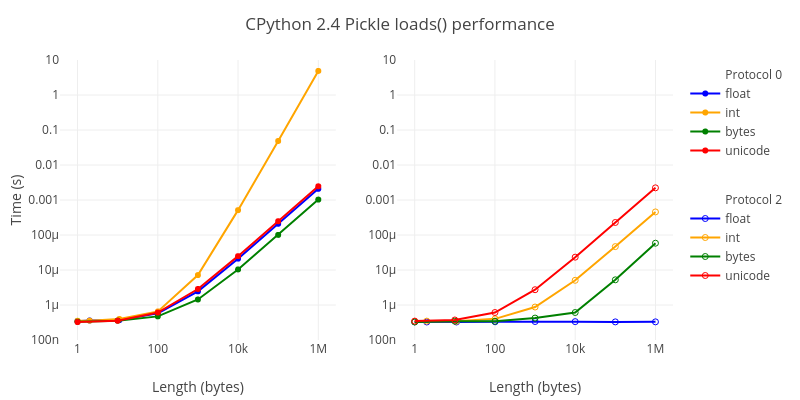 CPython 2.4 Pickle loads() performance
Time (s)
10
1
0.1
0.01
0.001
100μ
10μ
1μ
100n
1
100
10k
1M
Length (bytes)
10
1
0.1
0.01
0.001
100μ
10μ
1μ
100n
1
100
10k
1M
Length (bytes)
Protocol 0
float
int
bytes
unicode
Protocol 2
float
int
bytes
unicode